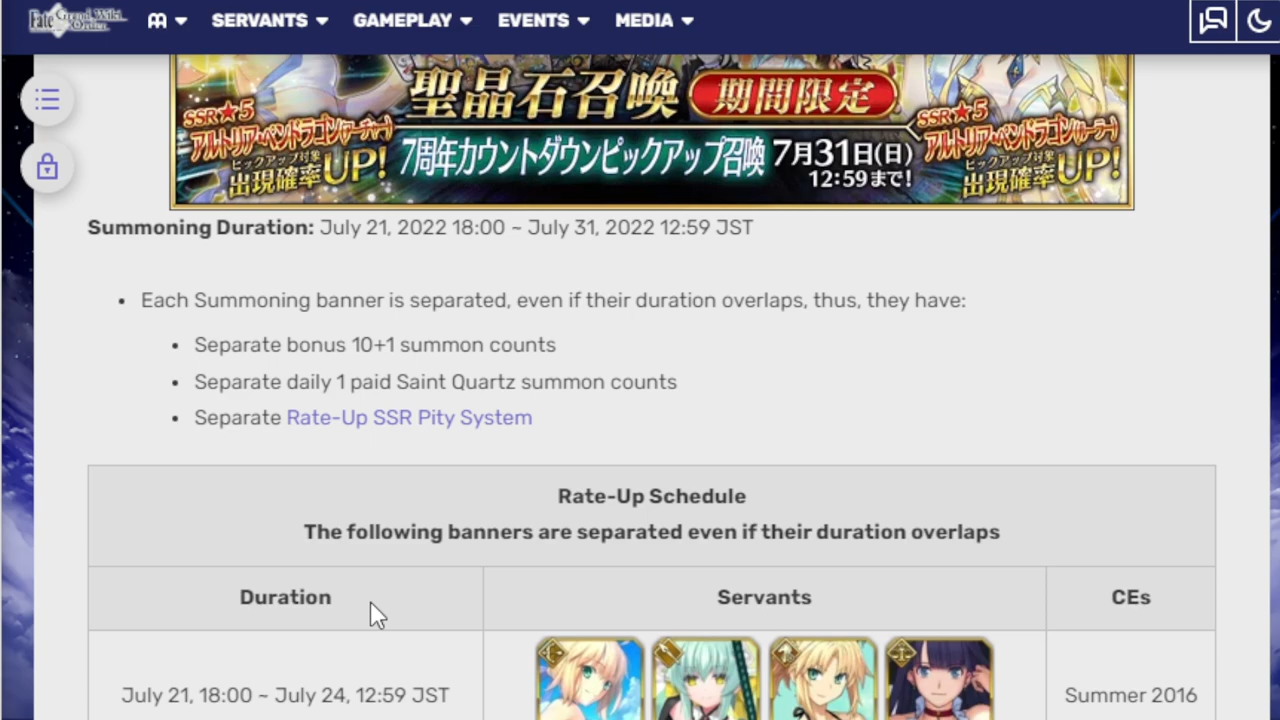 Fate Grand Wiki Order
SERVANTS
GAMEPLAY
EVENTS
MEDIA
聖晶石召喚
期間限定
SSR★5
アルトリア・ペンドラゴン(アーチャー)
ピックアップ対象
出現確率UP!
7周年カウントダウンピックアップ召喚
7月31日(日)
12:59まで!
SSR★5
アルトリア・ペンドラゴン(ルーラー)
ピックアップ対象
出現確率UP!
Summoning Duration: July 21, 2022 18:00 ~ July 31, 2022 12:59 JST
• Each Summoning banner is separated, even if their duration overlaps, thus, they have:
• Separate bonus 10+1 summon counts
• Separate daily 1 paid Saint Quartz summon counts
• Separate Rate-Up SSR Pity System
Rate-Up Schedule
The following banners are separated even if their duration overlaps
Duration
Servants
CEs
July 21, 18:00 ~ July 24, 12:59 JST
Summer 2016